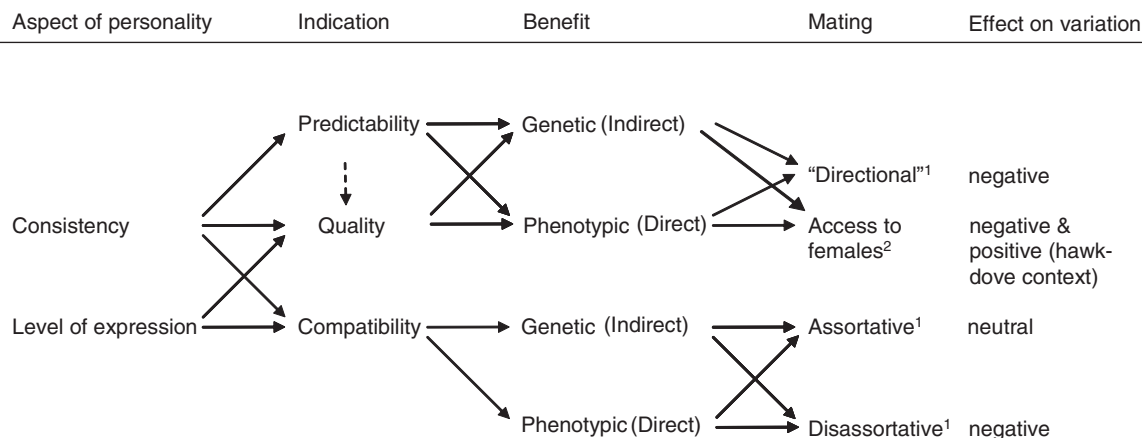 Aspect of personality Indication Benefit Mating Effect on variation
Predictability Genetic (Indirect)
“Directional”¹ negative
Consistency Quality Phenotypic (Direct) Access to females² negative & positive (hawk-dove context)
Level of expression Compatibility Genetic (Indirect) Assortative¹ neutral
Phenotypic (Direct) Disassortative¹ negative